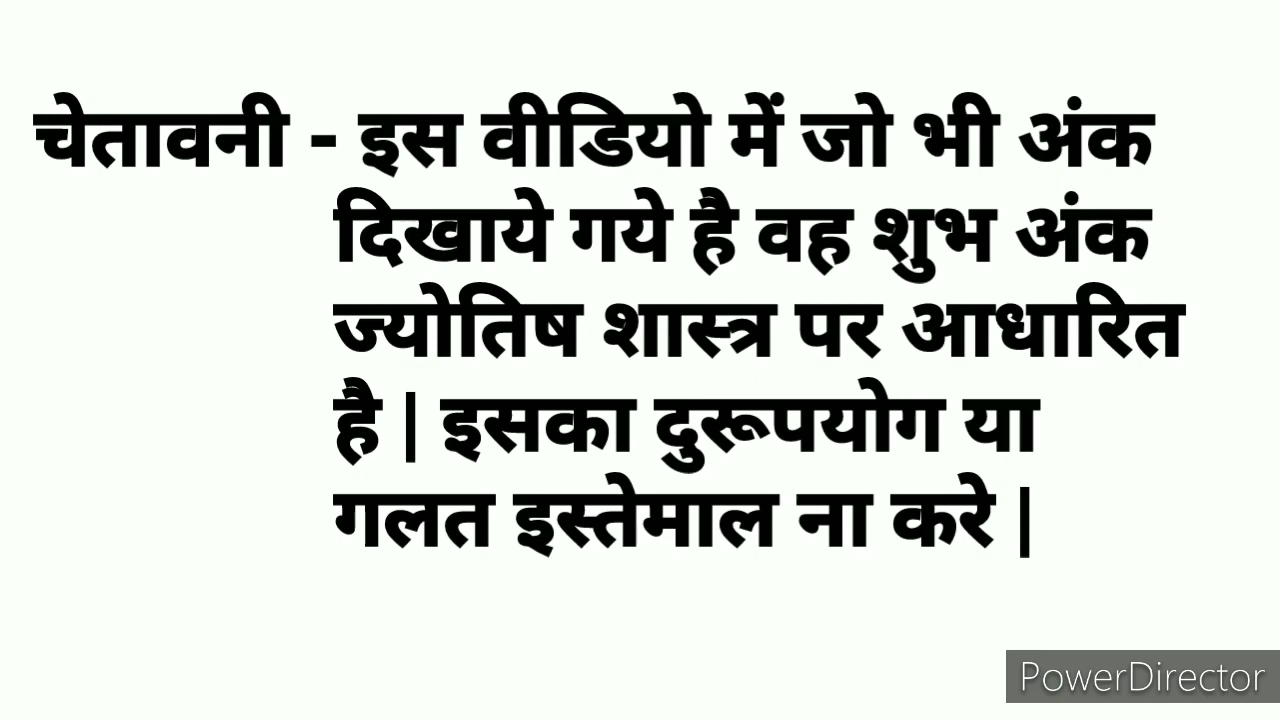 चेतावनी - इस वीडियो में जो भी अंक
दिखाये गये है वह शुभ अंक
ज्योतिष शास्त्र पर आधारित
है | इसका दुरूपयोग या
गलत इस्तेमाल ना करे |
PowerDirector